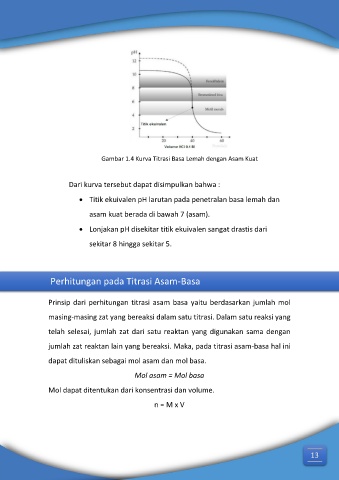 pH
12
10
8
6
4
2
Metil merah
Titik ekuivalen
20
40
60
Volume HCl 0.1 M
Gambar 1.4 Kurva Titrasi Basa Lemah dengan Asam Kuat
Dari kurva tersebut dapat disimpulkan bahwa :
• Titik ekuivalen pH larutan pada penetralan basa lemah dan
asam kuat berada di bawah 7 (asam).
• Lonjakan pH disekitar titik ekuivalen sangat drastis dari
sekitar 8 hingga sekitar 5.
Perhitungan pada Titrasi Asam-Basa
Prinsip dari perhitungan titrasi asam basa yaitu berdasarkan jumlah mol
masing-masing zat yang bereaksi dalam satu titrasi. Dalam satu reaksi yang
telah selesai, jumlah zat dari satu reaktan yang digunakan sama dengan
jumlah zat reaktan lain yang bereaksi. Maka, pada titrasi asam-basa hal ini
dapat dituliskan sebagai mol asam dan mol basa.
Mol asam = Mol basa
Mol dapat ditentukan dari konsentrasi dan volume.
n = M x V
13